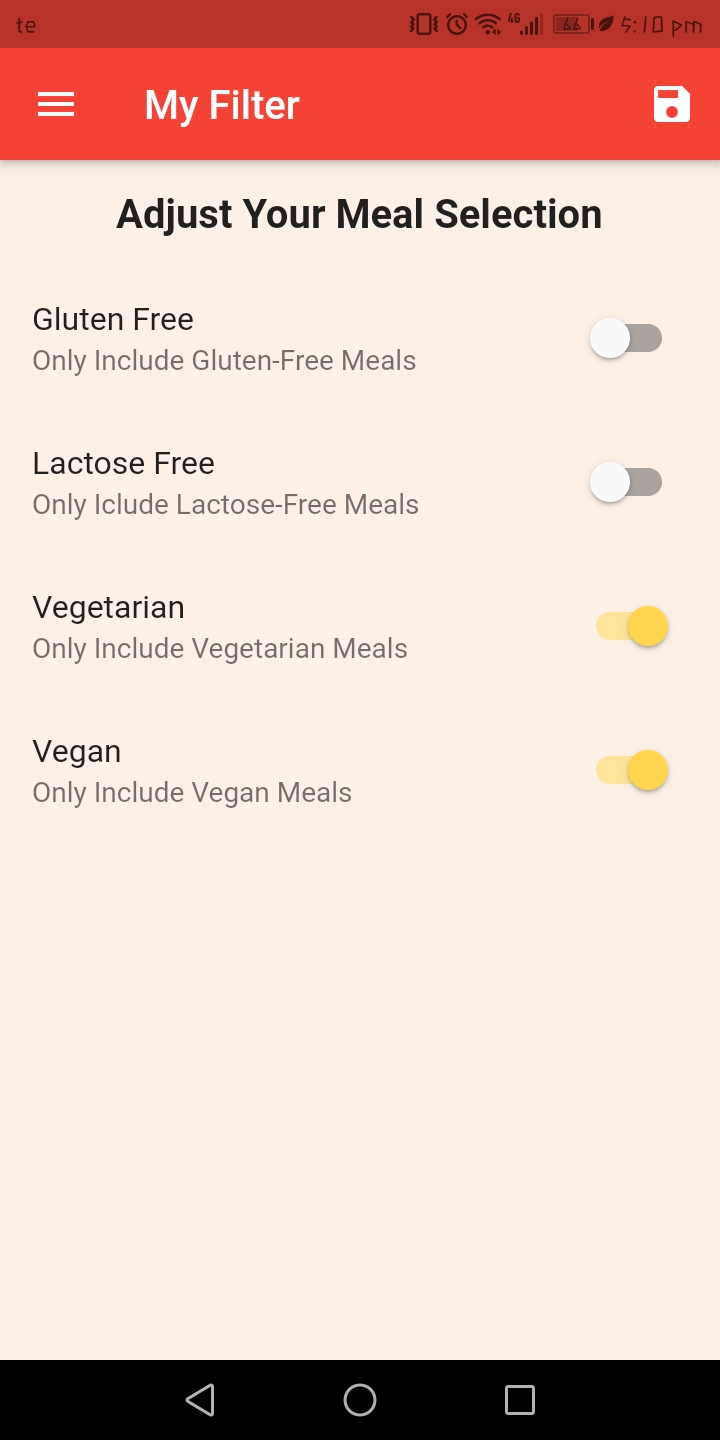 te 4G 66 5:10 pm
My Filter
Adjust Your Meal Selection
Gluten Free
Only Include Gluten-Free Meals
Lactose Free
Only Iclude Lactose-Free Meals
Vegetarian
Only Include Vegetarian Meals
Vegan
Only Include Vegan Meals